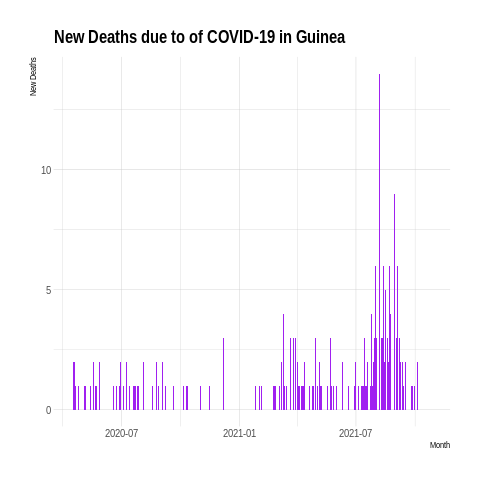 New Deaths due to of COVID-19 in Guinea
New Deaths
10
5
0
2020-07
2021-01
2021-07
Month